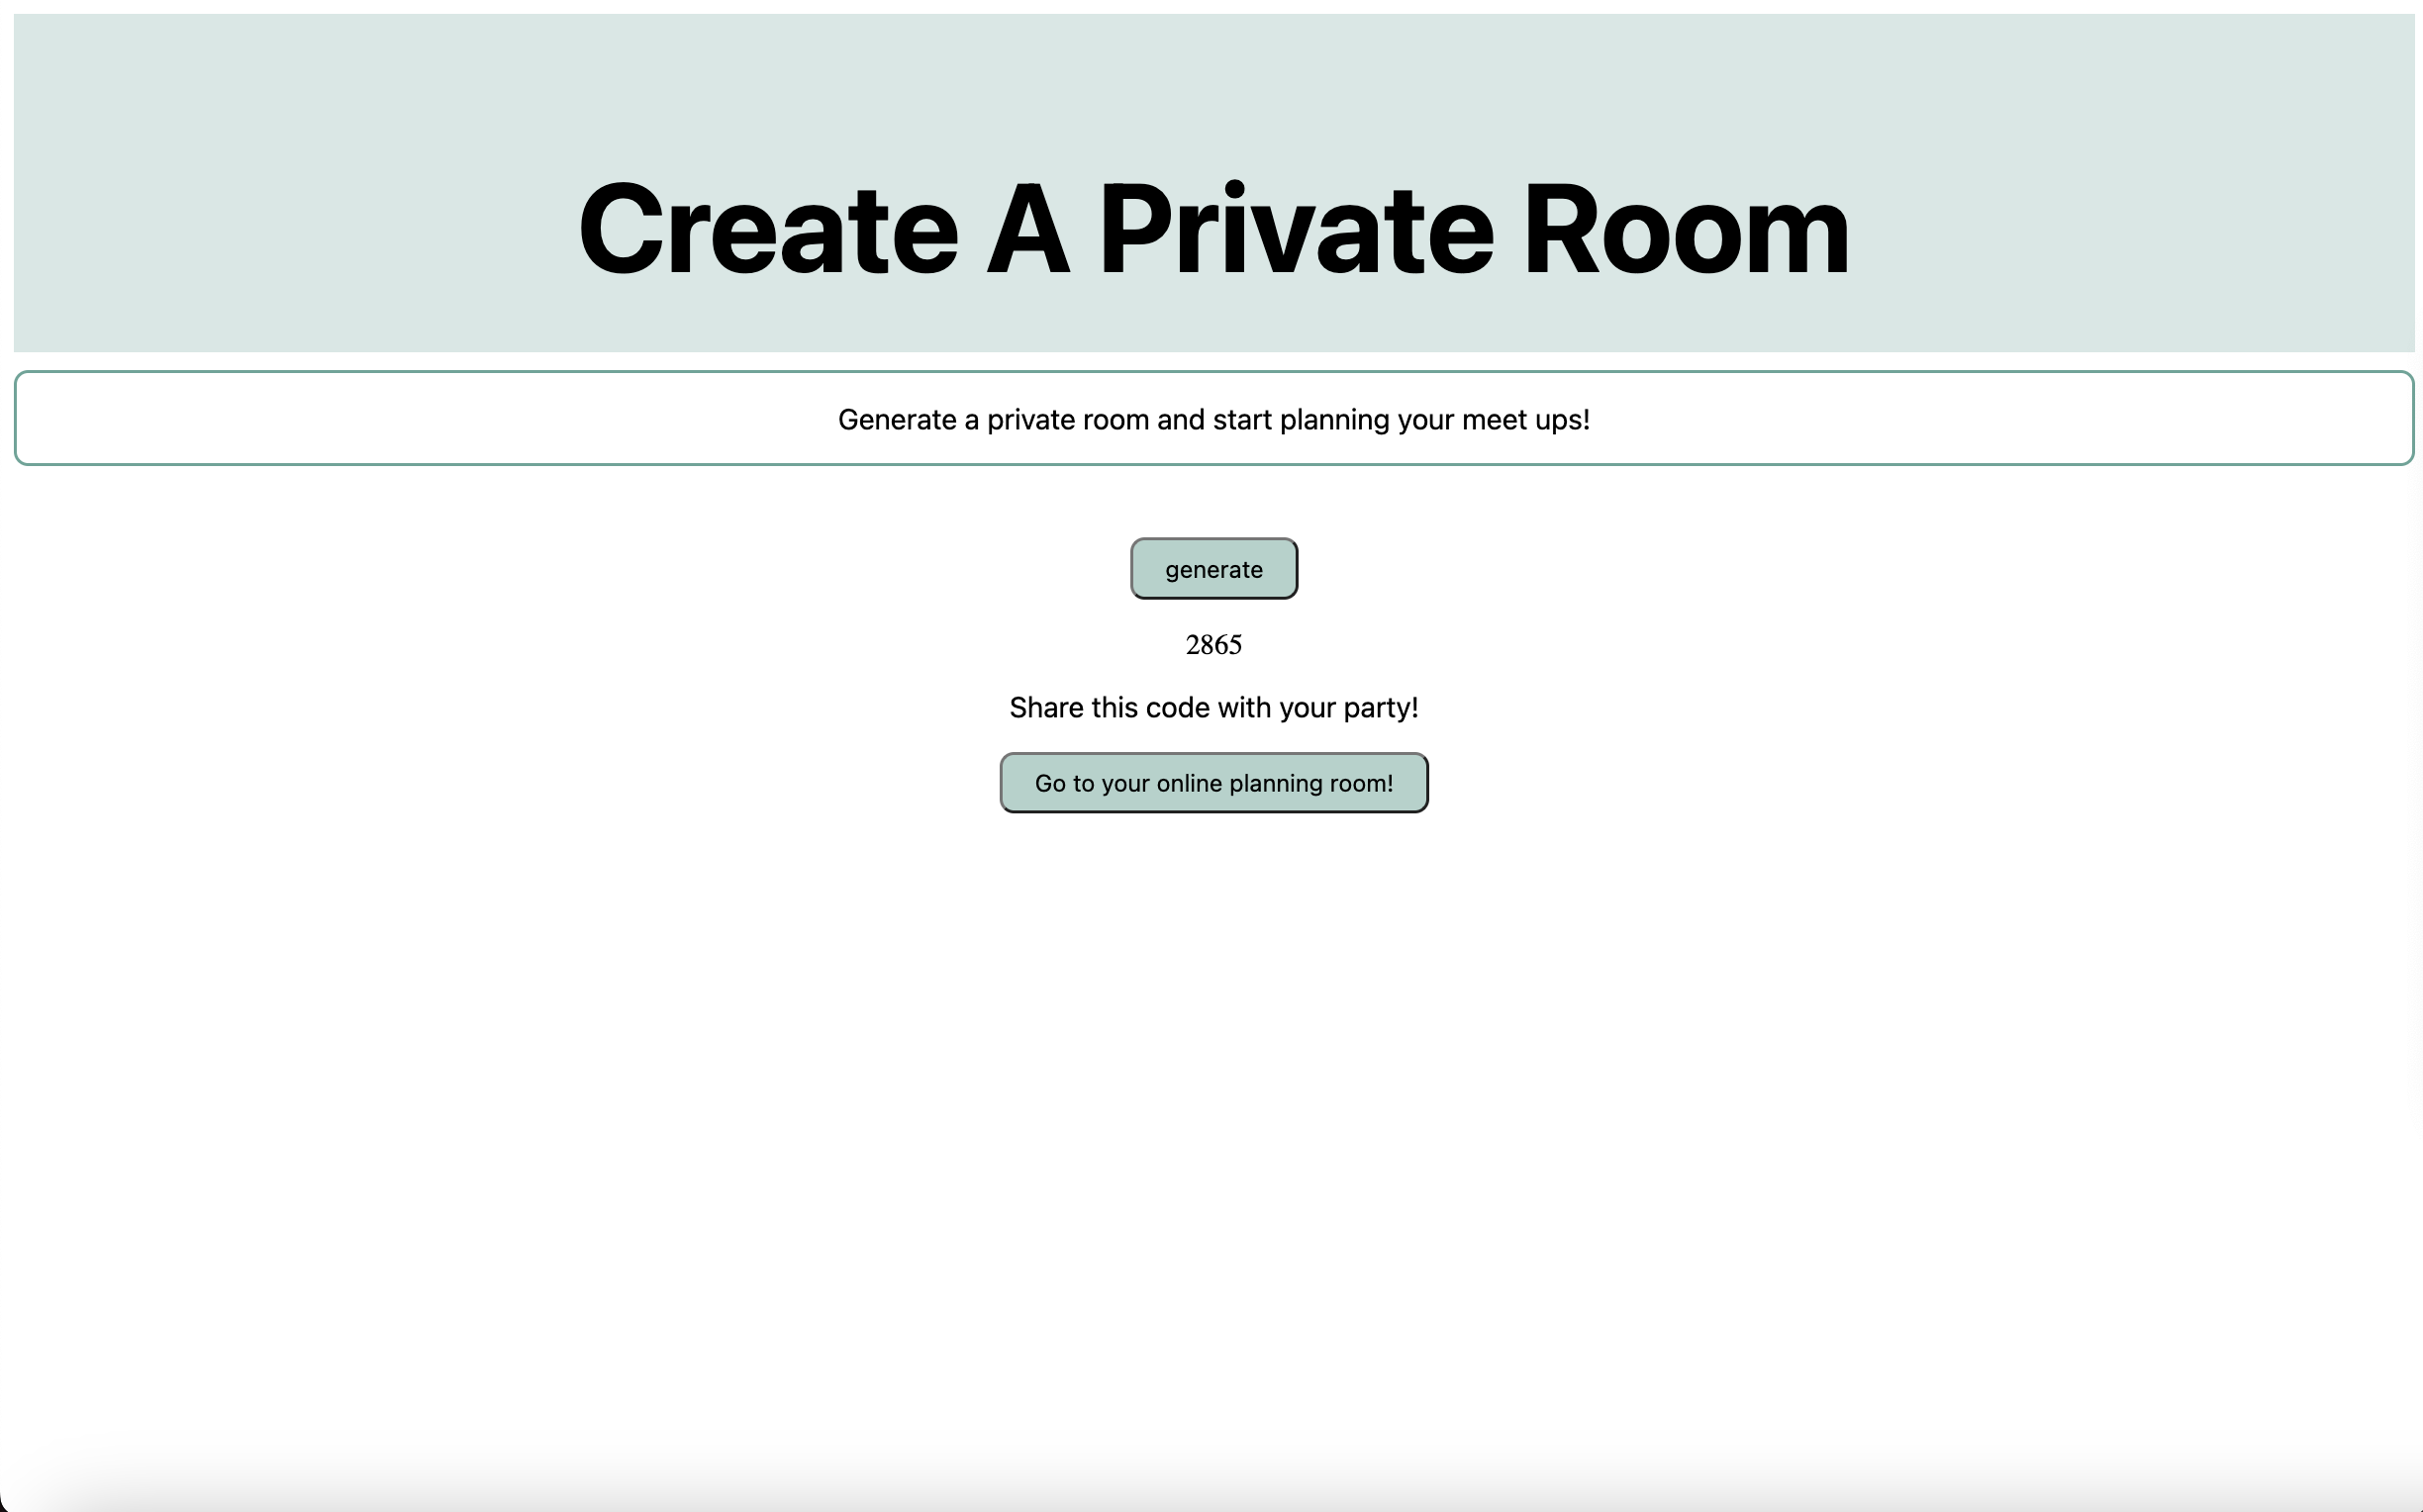 Create A Private Room
Generate a private room and start planning your meet ups!
generate
2865
Share this code with your party!
Go to your online planning room!